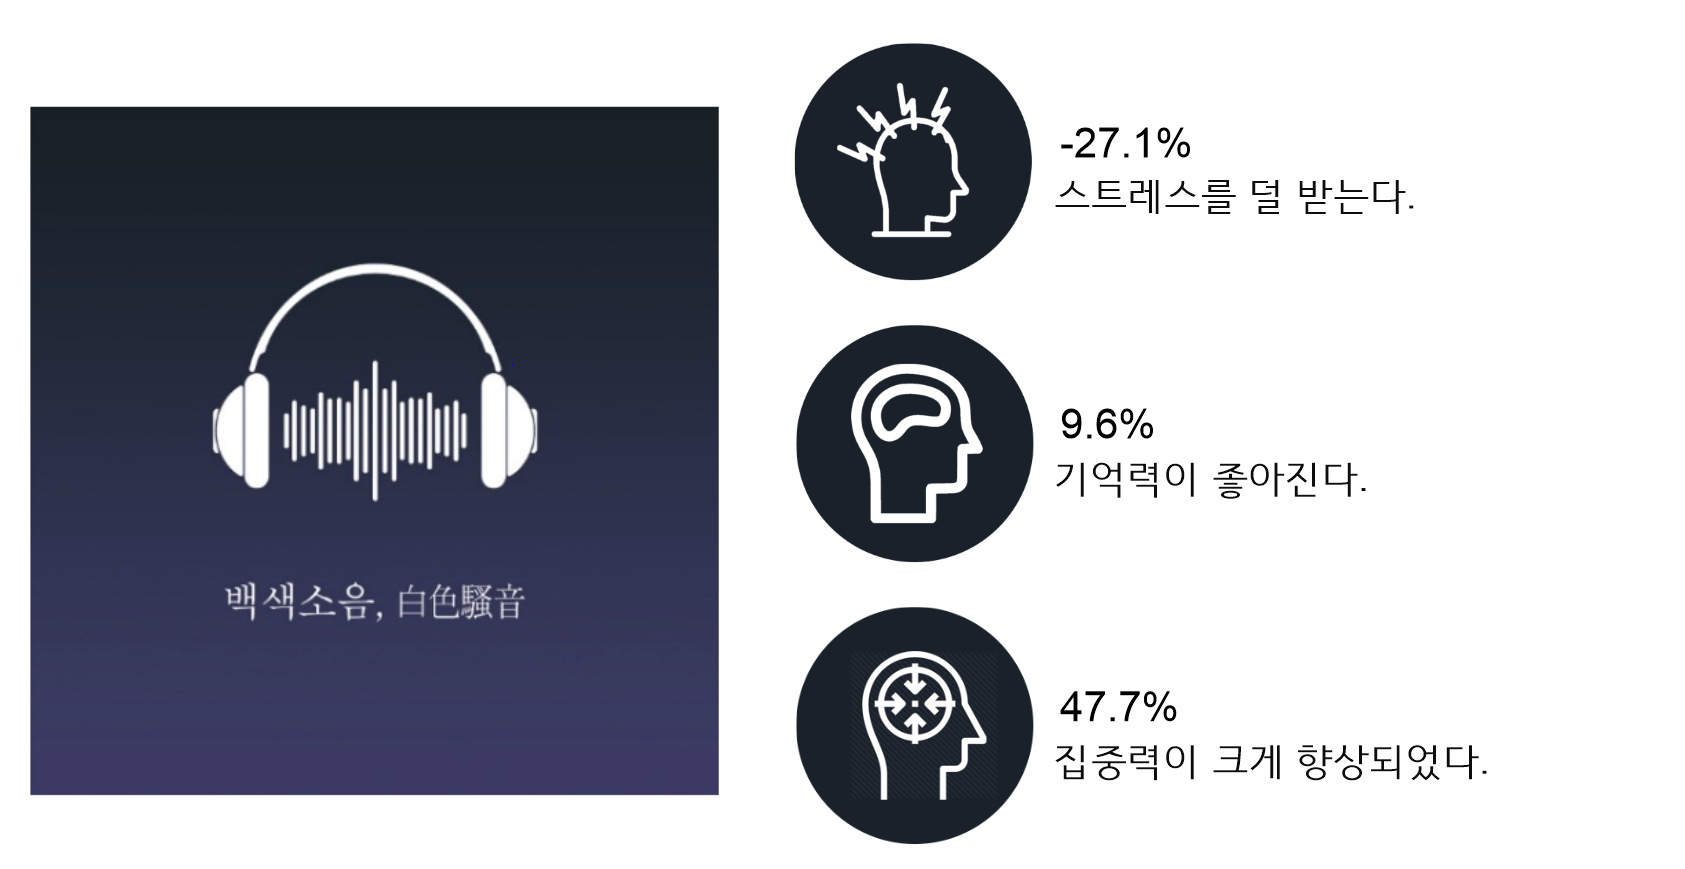 백색소음, 白色騷音
-27.1%
스트레스를 덜 받는다.
9.6%
기억력이 좋아진다.
47.7%
집중력이 크게 향상되었다.